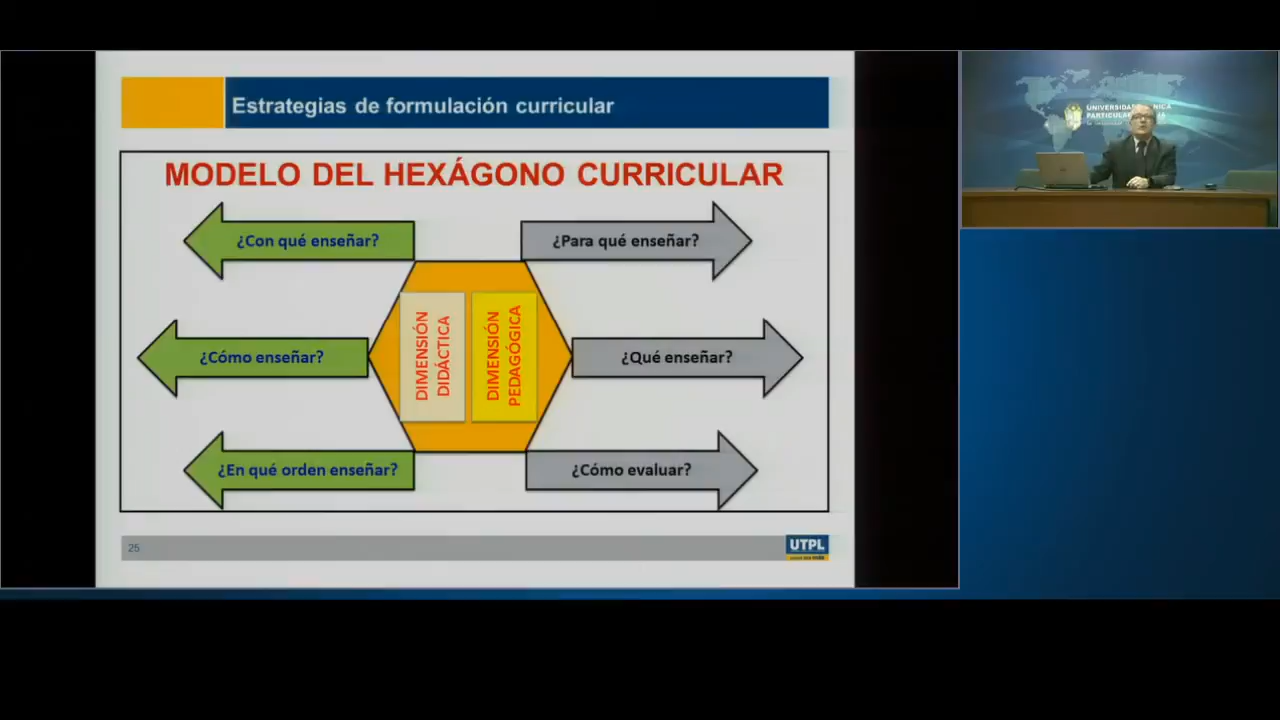 Estrategias de formulación curricular
MODELO DEL HEXÁGONO CURRICULAR
¿Con qué enseñar?
¿Para qué enseñar?
DIMENSIÓN
DIDÁCTICA
DIMENSIÓN
PEDAGÓGICA
¿Cómo enseñar?
¿Qué enseñar?
¿En qué orden enseñar?
¿Cómo evaluar?
25
UTPL